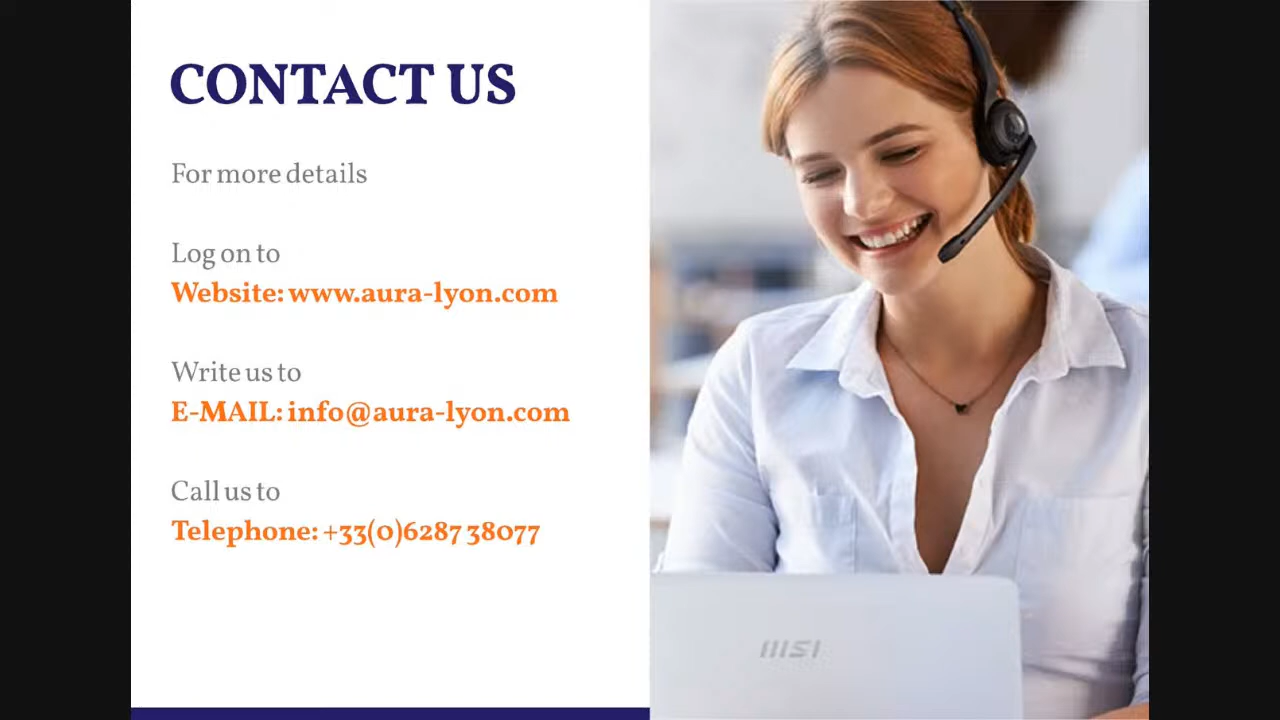 CONTACT US
For more details
Log on to
Website: www.aura-lyon.com
Write us to
E-MAIL: info@aura-lyon.com
Call us to
Telephone: +33(0)6287 38077
msi